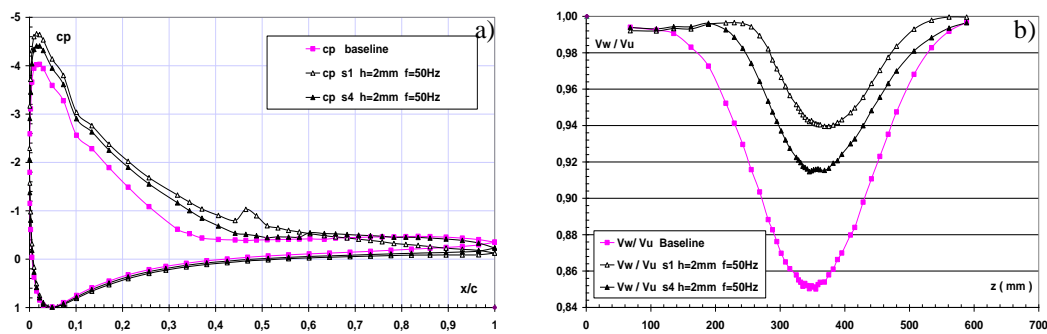 a)
cp
-5
-4
-3
-2
-1
0
1
cp baseline
cp s1 h=2mm f=50Hz
cp s4 h=2mm f=50Hz
x/c
0
0,1
0,2
0,3
0,4
0,5
0,6
0,7
0,8
0,9
1
b)
Vw / Vu
1,00
0,98
0,96
0,94
0,92
0,90
0,88
0,86
0,84
Vw/ Vu Baseline
Vw / Vu s1 h=2mm f=50Hz
Vw / Vu s4 h=2mm f=50Hz
z ( mm )
0
100
200
300
400
500
600
700